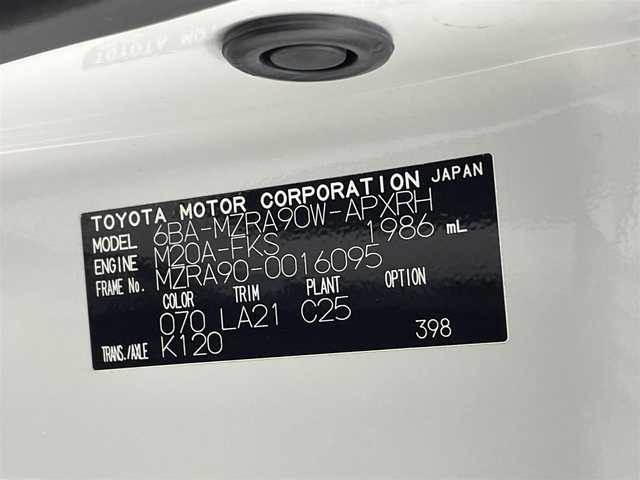 TOYOTA MOTOR CORPORATION JAPAN
MODEL 6BA-MZRA90W-APXRH
ENGINE M20A-FKS 1986 mL
FRAME No. MZRA90-0016095
COLOR TRIM PLANT OPTION
070 LA21 C25
TRANS./AXLE K120 398